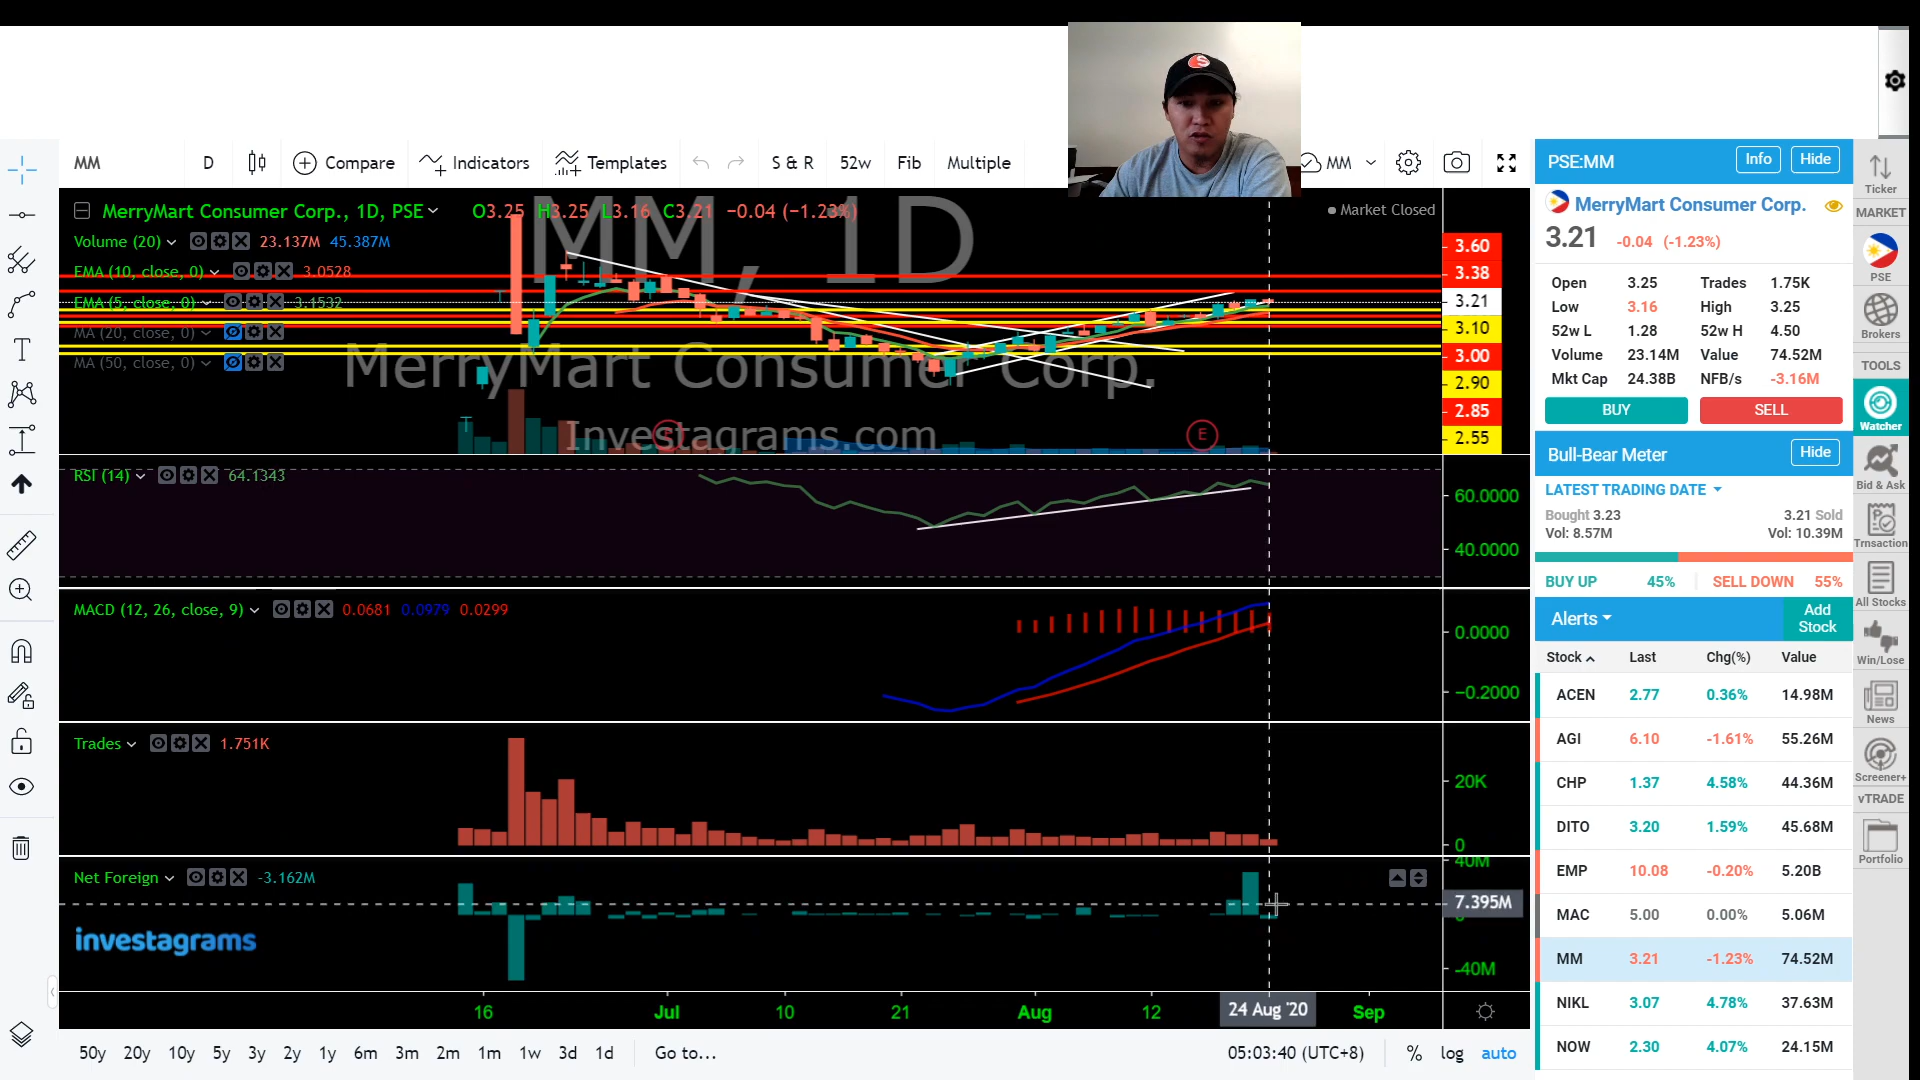 MM D Compare Indicators Templates S & R 52w Fib Multiple MM
MM, 1D
MerryMart Consumer Corp.
Investagrams.com
MerryMart Consumer Corp., 1D, PSE O3.25 H3.25 L3.16 C3.21 −0.04 (−1.23%)
Market Closed
Volume (20) 23.137M 45.387M
EMA (10, close, 0) 3.0528
EMA (5, close, 0) 3.1532
MA (20, close, 0)
MA (50, close, 0)
3.60
3.38
3.21
3.10
3.00
2.90
2.85
2.55
E
RSI (14) 64.1343
60.0000
40.0000
MACD (12, 26, close, 9) 0.0681 0.0979 0.0299
0.0000
−0.2000
Trades 1.751K
20K
0
Net Foreign -3.162M
40M
7.395M
-40M
investagrams
16 Jul 10 21 Aug 12 24 Aug '20 Sep
50y 20y 10y 5y 3y 2y 1y 6m 3m 2m 1m 1w 3d 1d Go to...
05:03:40 (UTC+8) % log auto
PSE:MM Info Hide
MerryMart Consumer Corp.
3.21 -0.04 (-1.23%)
Open 3.25 Trades 1.75K
Low 3.16 High 3.25
52w L 1.28 52w H 4.50
Volume 23.14M Value 74.52M
Mkt Cap 24.38B NFB/s -3.16M
BUY SELL
Bull-Bear Meter Hide
LATEST TRADING DATE
Bought 3.23 3.21 Sold
Vol: 8.57M Vol: 10.39M
BUY UP 45% SELL DOWN 55%
Alerts Add Stock
Stock Last Chg(%) Value
ACEN 2.77 0.36% 14.98M
AGI 6.10 -1.61% 55.26M
CHP 1.37 4.58% 44.36M
DITO 3.20 1.59% 45.68M
EMP 10.08 -0.20% 5.20B
MAC 5.00 0.00% 5.06M
MM 3.21 -1.23% 74.52M
NIKL 3.07 4.78% 37.63M
NOW 2.30 4.07% 24.15M
Ticker
MARKET
PSE
Brokers
TOOLS
Watcher
Bid & Ask
Trnsaction
All Stocks
Win/Lose
News
Screener+
vTRADE
Portfolio